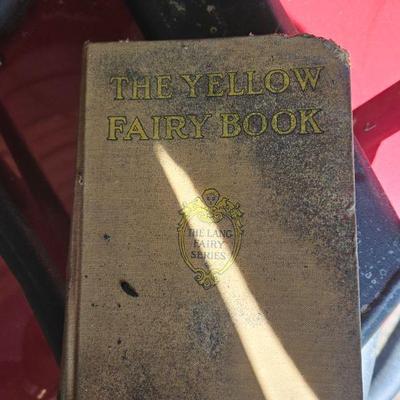 THE YELLOW
FAIRY BOOK
THE LANG
FAIRY
SERIES